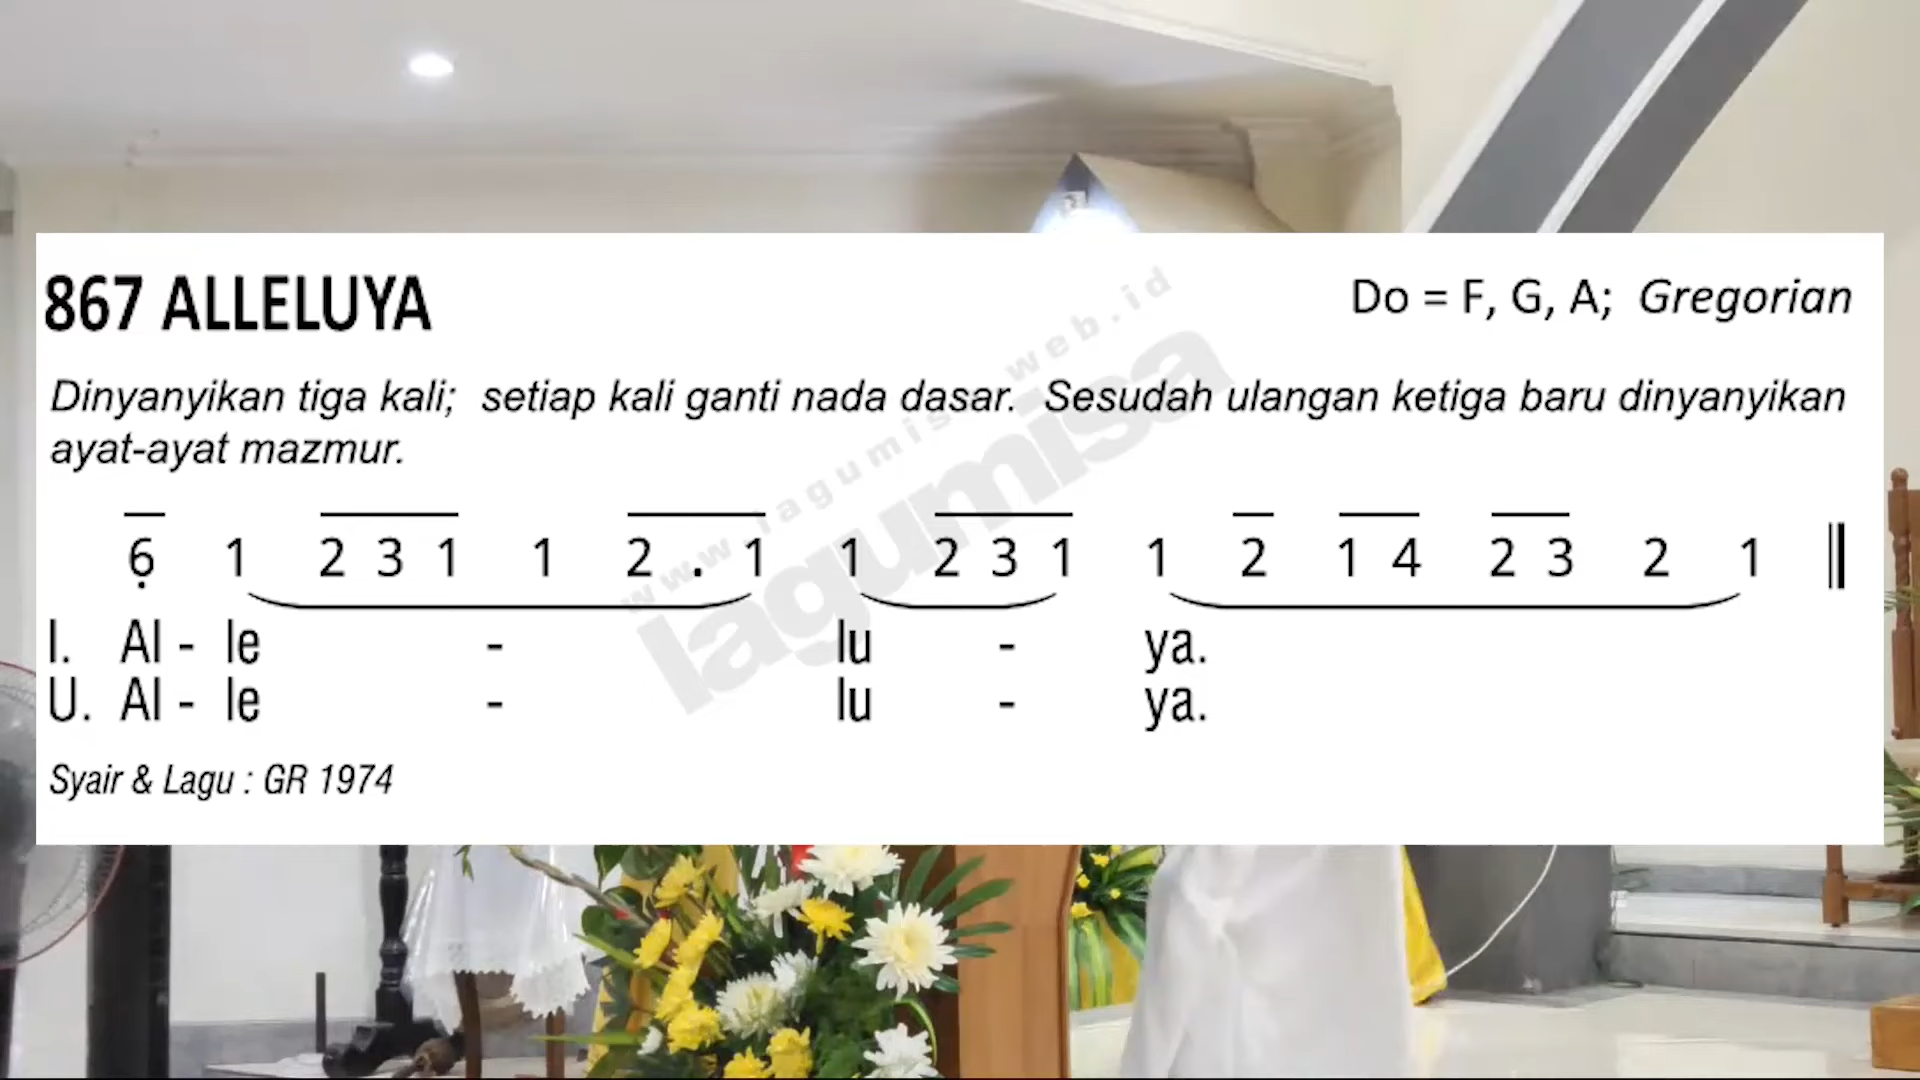 867 ALLELUYA
Do = F, G, A; Gregorian
Dinyanyikan tiga kali; setiap kali ganti nada dasar. Sesudah ulangan ketiga baru dinyanyikan
ayat-ayat mazmur.
6̣ 1 2 3 1 1 2 . 1 1 2 3 1 1 2 1 4 2 3 2 1
I. Al - le - lu - ya.
U. Al - le - lu - ya.
Syair & Lagu : GR 1974
www.lagumisa.web.id
lagumisa